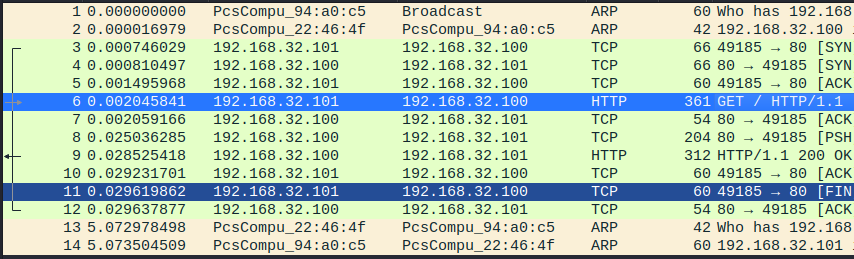 1 0.000000000 PcsCompu_94:a0:c5 Broadcast ARP 60 Who has 192.168
2 0.000016979 PcsCompu_22:46:4f PcsCompu_94:a0:c5 ARP 42 192.168.32.100
3 0.000746029 192.168.32.101 192.168.32.100 TCP 66 49185 → 80 [SYN
4 0.000810497 192.168.32.100 192.168.32.101 TCP 66 80 → 49185 [SYN
5 0.001495968 192.168.32.101 192.168.32.100 TCP 60 49185 → 80 [ACK
6 0.002045841 192.168.32.101 192.168.32.100 HTTP 361 GET / HTTP/1.1
7 0.002059166 192.168.32.100 192.168.32.101 TCP 54 80 → 49185 [ACK
8 0.025036285 192.168.32.100 192.168.32.101 TCP 204 80 → 49185 [PSH
9 0.028525418 192.168.32.100 192.168.32.101 HTTP 312 HTTP/1.1 200 OK
10 0.029231701 192.168.32.101 192.168.32.100 TCP 60 49185 → 80 [ACK
11 0.029619862 192.168.32.101 192.168.32.100 TCP 60 49185 → 80 [FIN
12 0.029637877 192.168.32.100 192.168.32.101 TCP 54 80 → 49185 [ACK
13 5.072978498 PcsCompu_22:46:4f PcsCompu_94:a0:c5 ARP 42 Who has 192.168
14 5.073504509 PcsCompu_94:a0:c5 PcsCompu_22:46:4f ARP 60 192.168.32.101